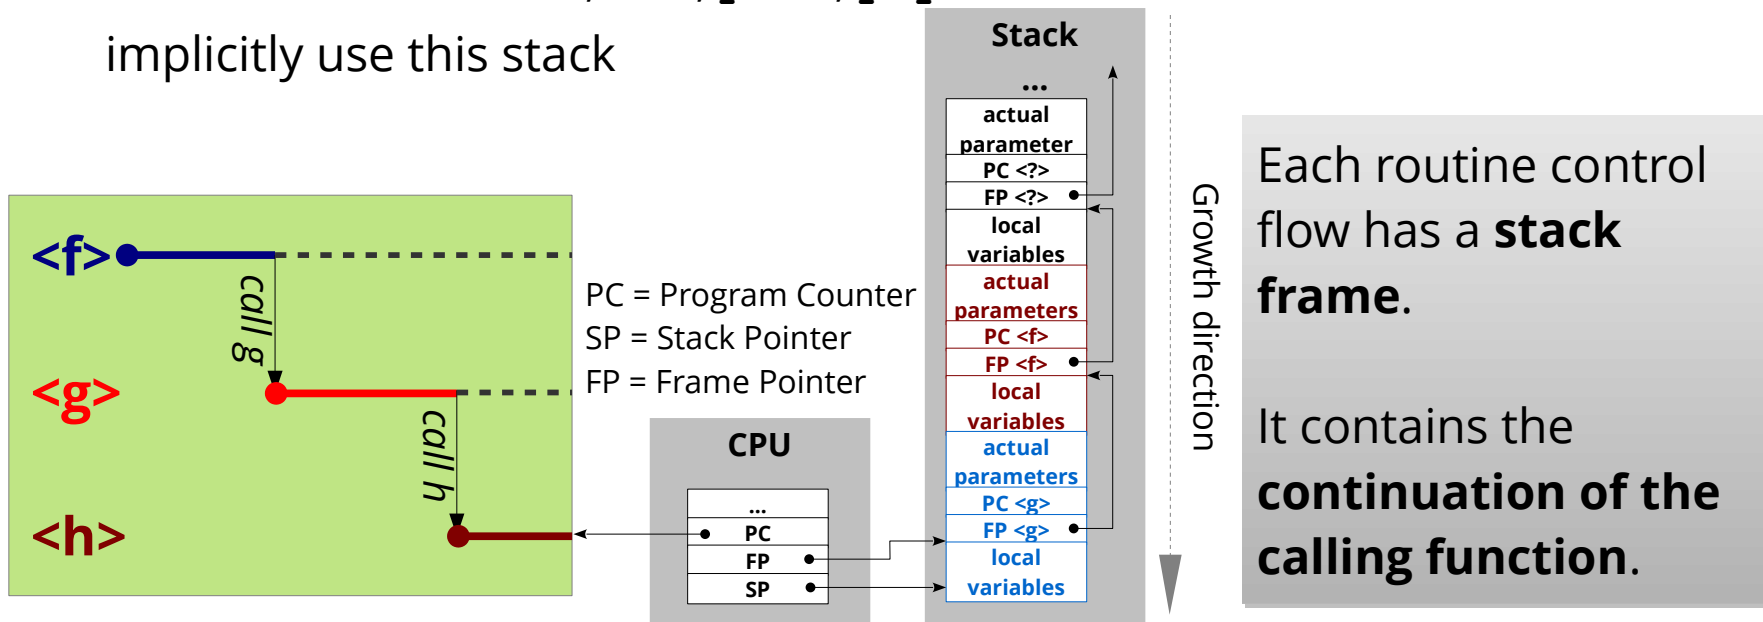 implicitly use this stack
Stack
...
actual
parameter
PC <?>
FP <?>
local
variables
actual
parameters
PC <f>
FP <f>
local
variables
actual
parameters
PC <g>
FP <g>
local
variables
Growth direction
<f>
call g
<g>
call h
<h>
PC = Program Counter
SP = Stack Pointer
FP = Frame Pointer
CPU
...
PC
FP
SP
Each routine control
flow has a stack
frame.
It contains the
continuation of the
calling function.